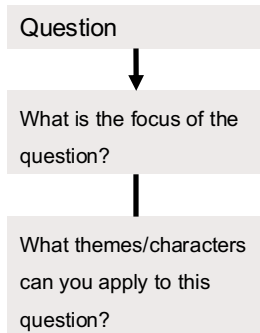 Question
What is the focus of the
question?
What themes/characters
can you apply to this
question?